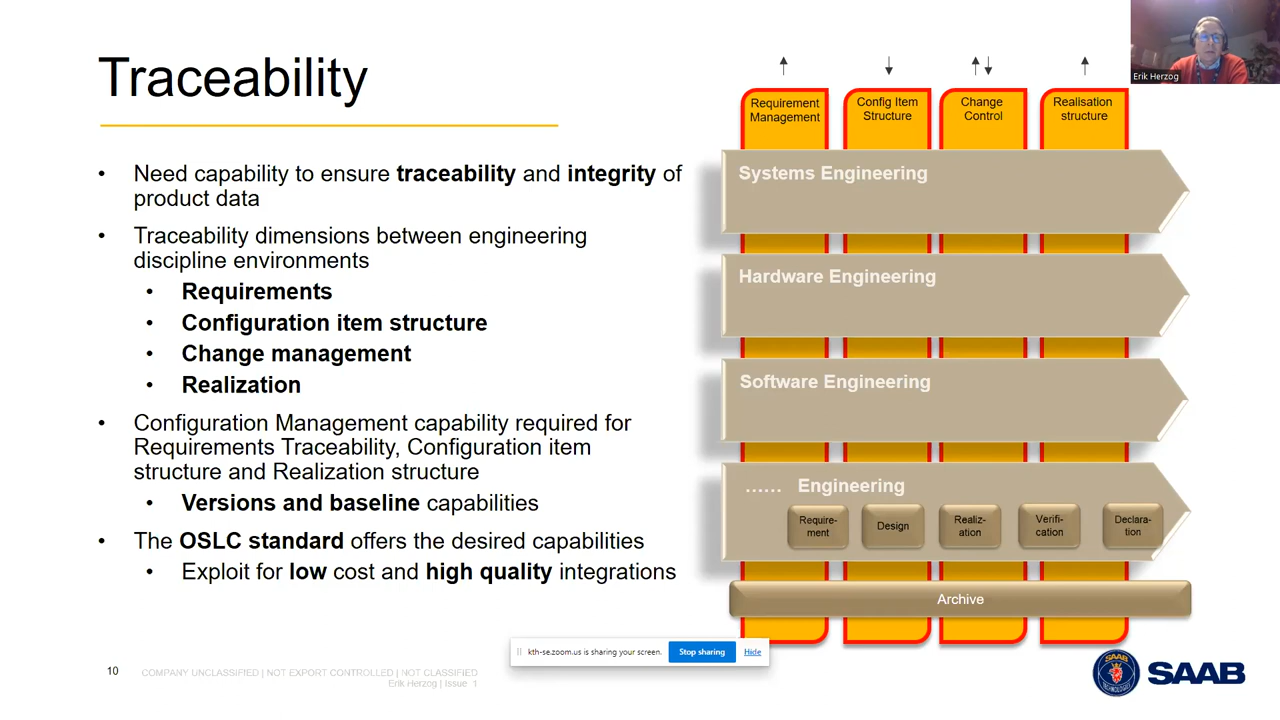 Traceability
• Need capability to ensure traceability and integrity of
product data
• Traceability dimensions between engineering
discipline environments
• Requirements
• Configuration item structure
• Change management
• Realization
• Configuration Management capability required for
Requirements Traceability, Configuration item
structure and Realization structure
• Versions and baseline capabilities
• The OSLC standard offers the desired capabilities
• Exploit for low cost and high quality integrations
Requirement
Management
Config Item
Structure
Change
Control
Realisation
structure
Systems Engineering
Hardware Engineering
Software Engineering
...... Engineering
Require-
ment
Design
Realiz-
ation
Verifi-
cation
Declara-
tion
Archive
Erik Herzog
kth-se.zoom.us is sharing your screen.
Stop sharing
Hide
10
COMPANY UNCLASSIFIED | NOT EXPORT CONTROLLED | NOT CLASSIFIED
Erik Herzog | Issue 1
SAAB
TECHNOLOGIES
SAAB